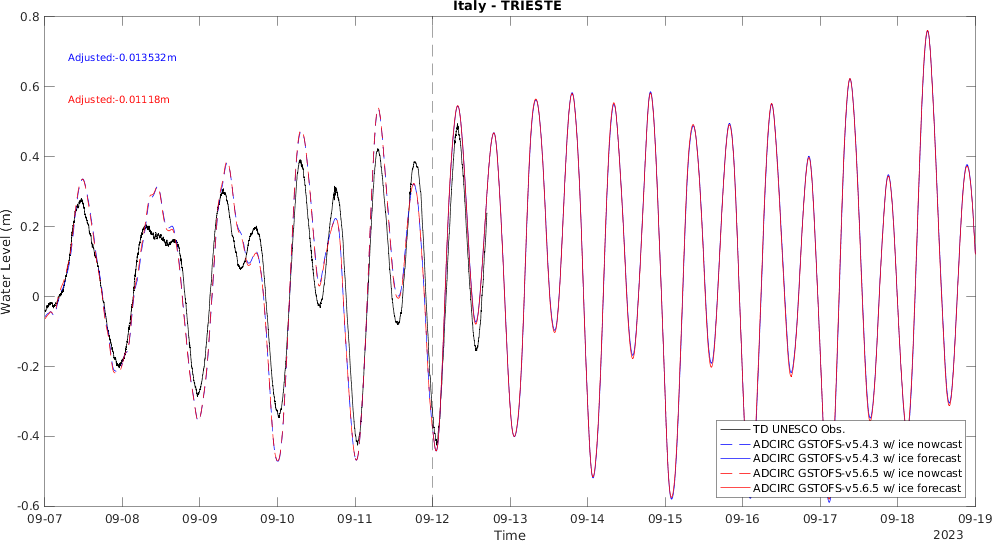 Italy - TRIESTE
Adjusted:-0.013532m
Adjusted:-0.01118m
Water Level (m)
0.8
0.6
0.4
0.2
0
-0.2
-0.4
-0.6
TD UNESCO Obs.
ADCIRC GSTOFS-v5.4.3 w/ ice nowcast
ADCIRC GSTOFS-v5.4.3 w/ ice forecast
ADCIRC GSTOFS-v5.6.5 w/ ice nowcast
ADCIRC GSTOFS-v5.6.5 w/ ice forecast
09-07 09-08 09-09 09-10 09-11 09-12 09-13 09-14 09-15 09-16 09-17 09-18 09-19
Time
2023